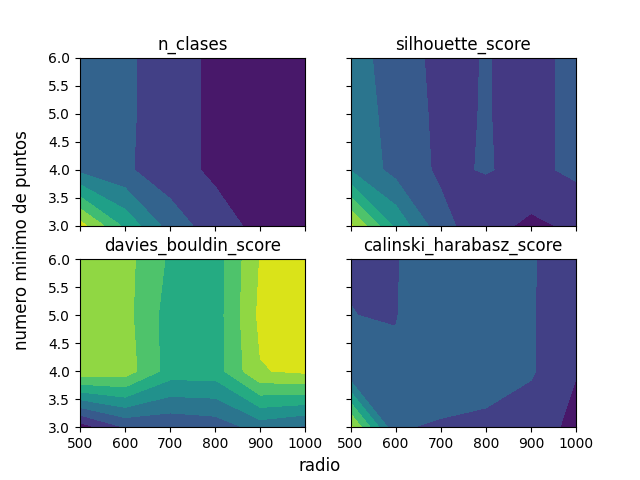 n_clases
silhouette_score
6.0
5.5
5.0
4.5
4.0
3.5
3.0
davies_bouldin_score
calinski_harabasz_score
6.0
5.5
5.0
4.5
4.0
3.5
3.0
500 600 700 800 900 1000
500 600 700 800 900 1000
numero minimo de puntos
radio